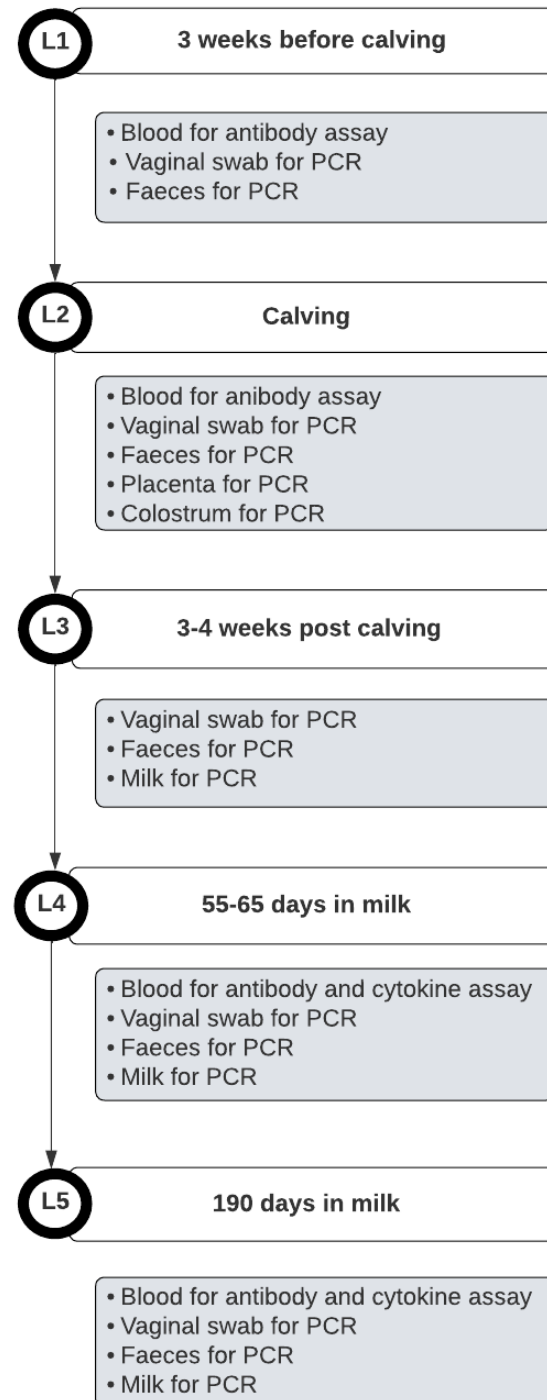 L1
3 weeks before calving
• Blood for antibody assay
• Vaginal swab for PCR
• Faeces for PCR
L2
Calving
• Blood for anibody assay
• Vaginal swab for PCR
• Faeces for PCR
• Placenta for PCR
• Colostrum for PCR
L3
3-4 weeks post calving
• Vaginal swab for PCR
• Faeces for PCR
• Milk for PCR
L4
55-65 days in milk
• Blood for antibody and cytokine assay
• Vaginal swab for PCR
• Faeces for PCR
• Milk for PCR
L5
190 days in milk
• Blood for antibody and cytokine assay
• Vaginal swab for PCR
• Faeces for PCR
• Milk for PCR